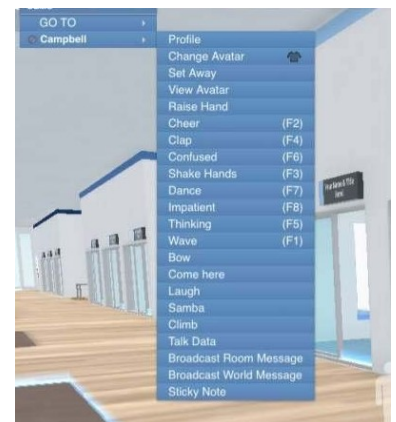 GO TO
Campbell
Profile
Change Avatar
Set Away
View Avatar
Raise Hand
Cheer (F2)
Clap (F4)
Confused (F6)
Shake Hands (F3)
Dance (F7)
Impatient (F8)
Thinking (F5)
Wave (F1)
Bow
Come here
Laugh
Samba
Climb
Talk Data
Broadcast Room Message
Broadcast World Message
Sticky Note